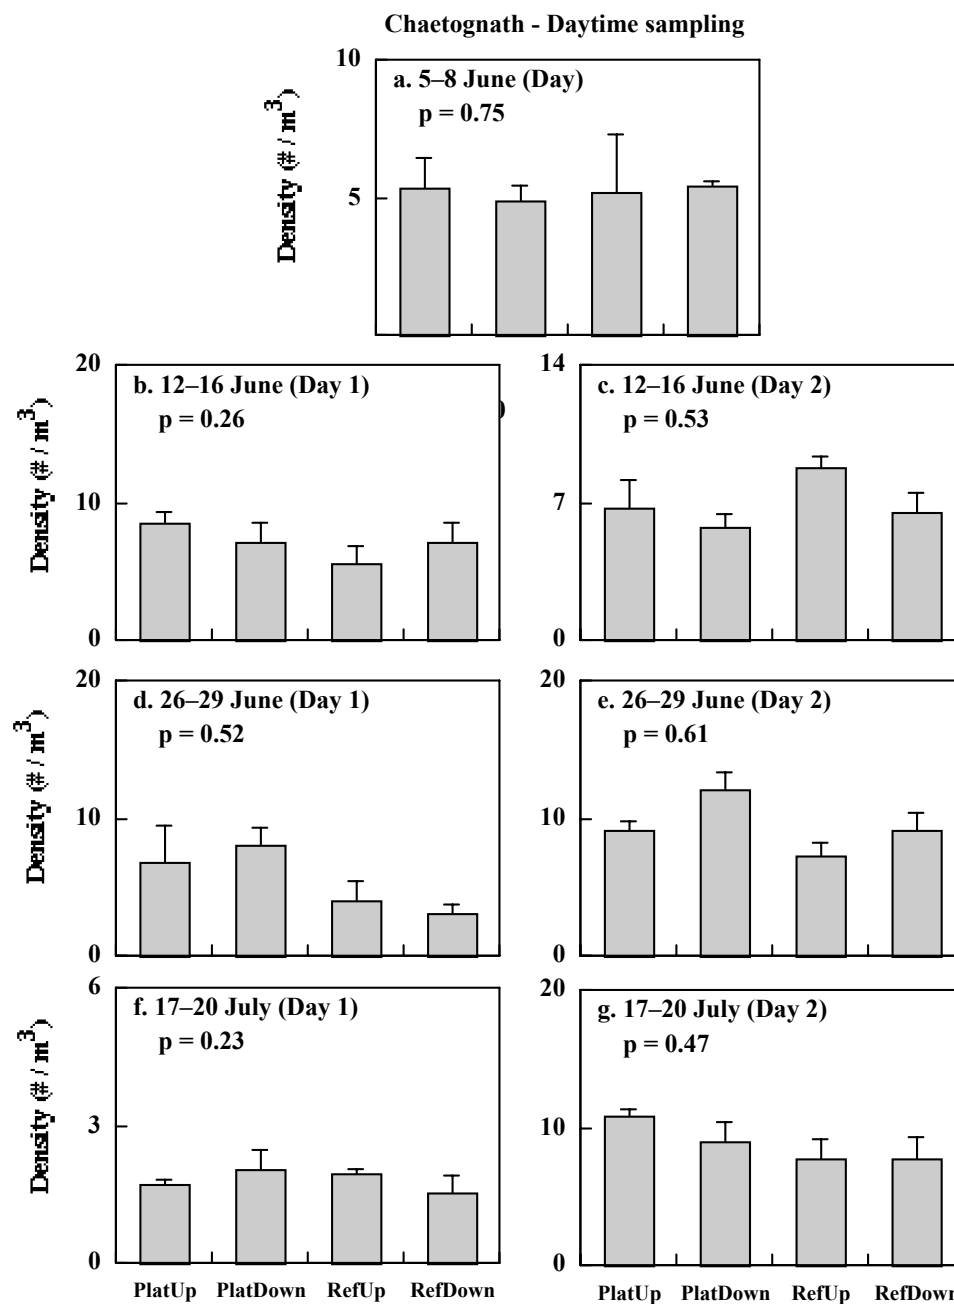 Chaetognath - Daytime sampling
10
a. 5–8 June (Day)
p = 0.75
Density (# / m³)
5
20
b. 12–16 June (Day 1)
p = 0.26
Density (# / m³)
10
0
14
c. 12–16 June (Day 2)
p = 0.53
7
0
20
d. 26–29 June (Day 1)
p = 0.52
Density (# / m³)
10
0
20
e. 26–29 June (Day 2)
p = 0.61
10
0
6
f. 17–20 July (Day 1)
p = 0.23
Density (# / m³)
3
0
20
g. 17–20 July (Day 2)
p = 0.47
10
0
PlatUp PlatDown RefUp RefDown
PlatUp PlatDown RefUp RefDown